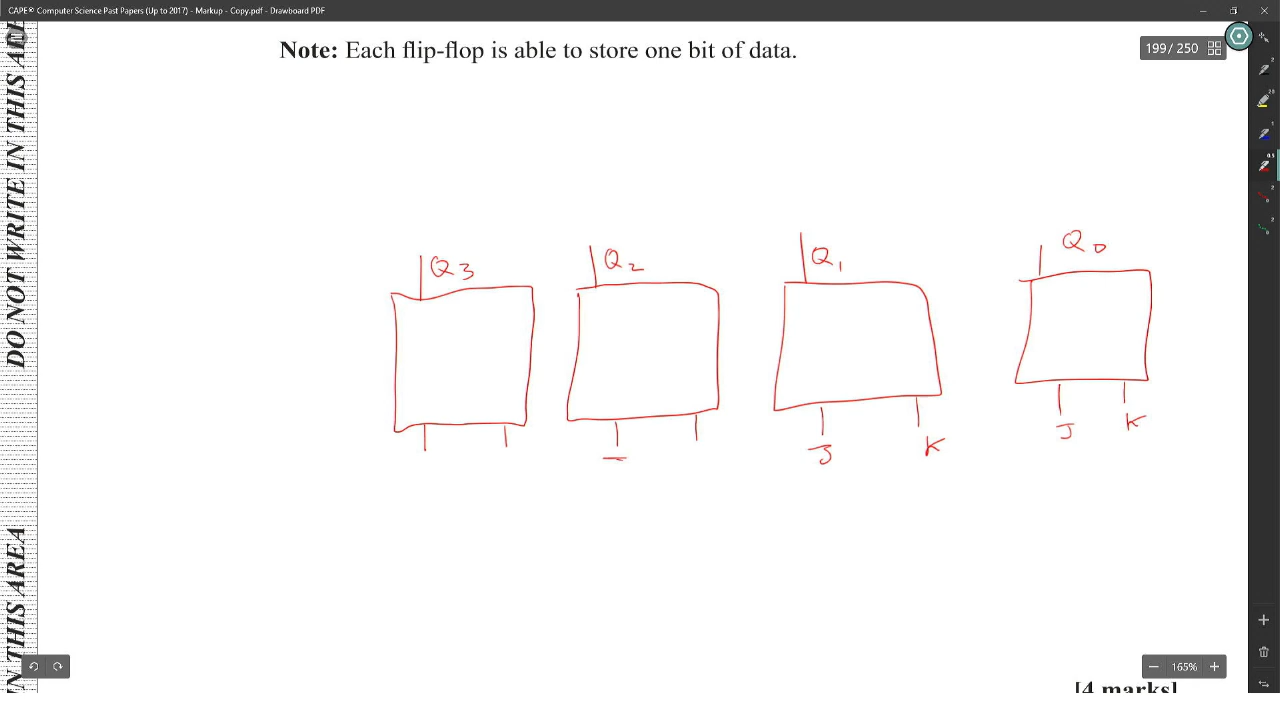 CAPE® Computer Science Past Papers (Up to 2017) - Markup - Copy.pdf - Drawboard PDF
Note: Each flip-flop is able to store one bit of data.
199 / 250
DO NOT WRITE IN THIS
Q3 Q2 Q1 Q0
J K J K
N THIS AREA
165%
[4 marks]